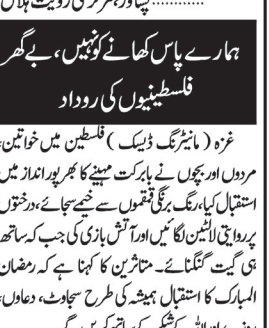 پشاور، مرکزی رویت ہلال
ہمارے پاس کھانے کو نہیں، بے گھر
فلسطینیوں کی روداد
غزہ (مانیٹرنگ ڈیسک) فلسطین میں خواتین،
مردوں اور بچوں نے بابرکت مہینے کا بھرپور انداز میں
استقبال کیا، رنگ برنگی قمقموں سے خیمے سجائے، درختوں
پر روایتی لالٹین لگائیں اور آتش بازی کی جب کہ ساتھ
ہی گیت گنگنائے۔ متاثرین کا کہنا ہے کہ رمضان
المبارک کا استقبال ہمیشہ کی طرح سجاوٹ، دعاوں،